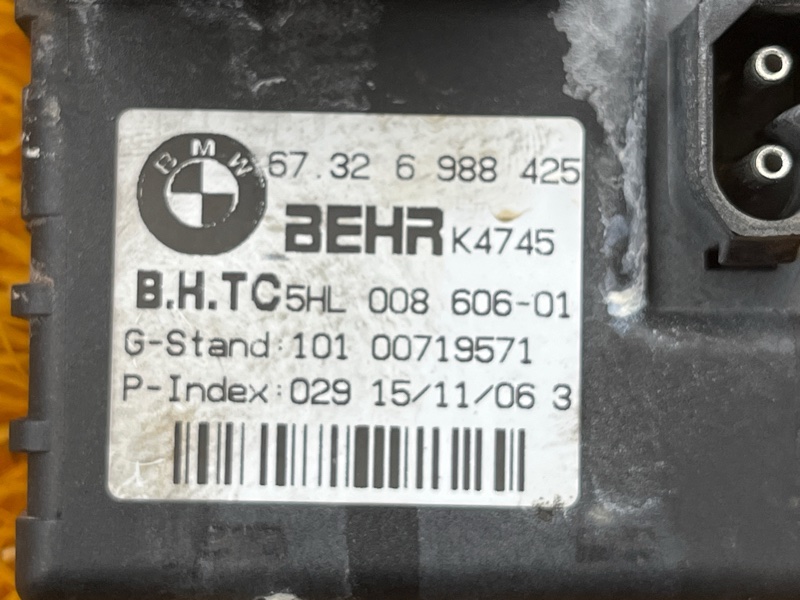 BMW 67.32 6 988 425
BEHR K4745
B.H.TC 5HL 008 606-01
G-Stand:101 00719571
P-Index:029 15/11/06 3